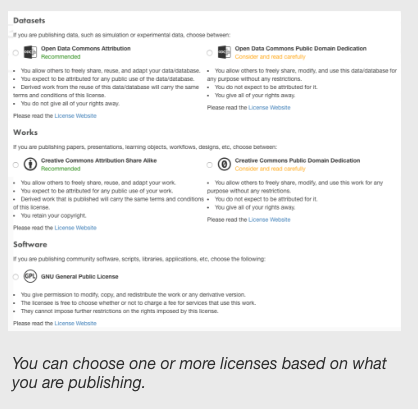 Datasets
If you are publishing data, such as simulation or experimental data, choose between:
Open Data Commons Attribution
Recommended
• You allow others to freely share, reuse, and adapt your data/database.
• You expect to be attributed for any public use of the data/database.
• Derived work from the reuse of this data/database will carry the same
terms and conditions of this license.
• You do not give all of your rights away.
Please read the License Website
Open Data Commons Public Domain Dedication
Consider and read carefully
• You allow others to freely share, modify, and use this data/database for
any purpose without any restrictions.
• You do not expect to be attributed for it.
• You give all of your rights away.
Please read the License Website
Works
If you are publishing papers, presentations, learning objects, workflows, designs, etc, choose between:
Creative Commons Attribution Share Alike
Recommended
• You allow others to freely share, reuse, and adapt your work.
• You expect to be attributed for any public use of your work.
• Derived work that is published will carry the same terms and conditions
of this license.
• You retain your copyright.
Please read the License Website
Creative Commons Public Domain Dedication
Consider and read carefully
• You allow others to freely share, modify, and use this work for any
purpose without any restrictions.
• You do not expect to be attributed for it.
• You give all of your rights away.
Please read the License Website
Software
If you are publishing community software, scripts, libraries, applications, etc. choose the following:
GPL GNU General Public License
• You give permission to modify, copy, and redistribute the work or any derivative version.
• The licensee is free to choose whether or not to charge a fee for services that use this work.
• They cannot impose further restrictions on the rights imposed by this license.
Please read the License Website
You can choose one or more licenses based on what
you are publishing.